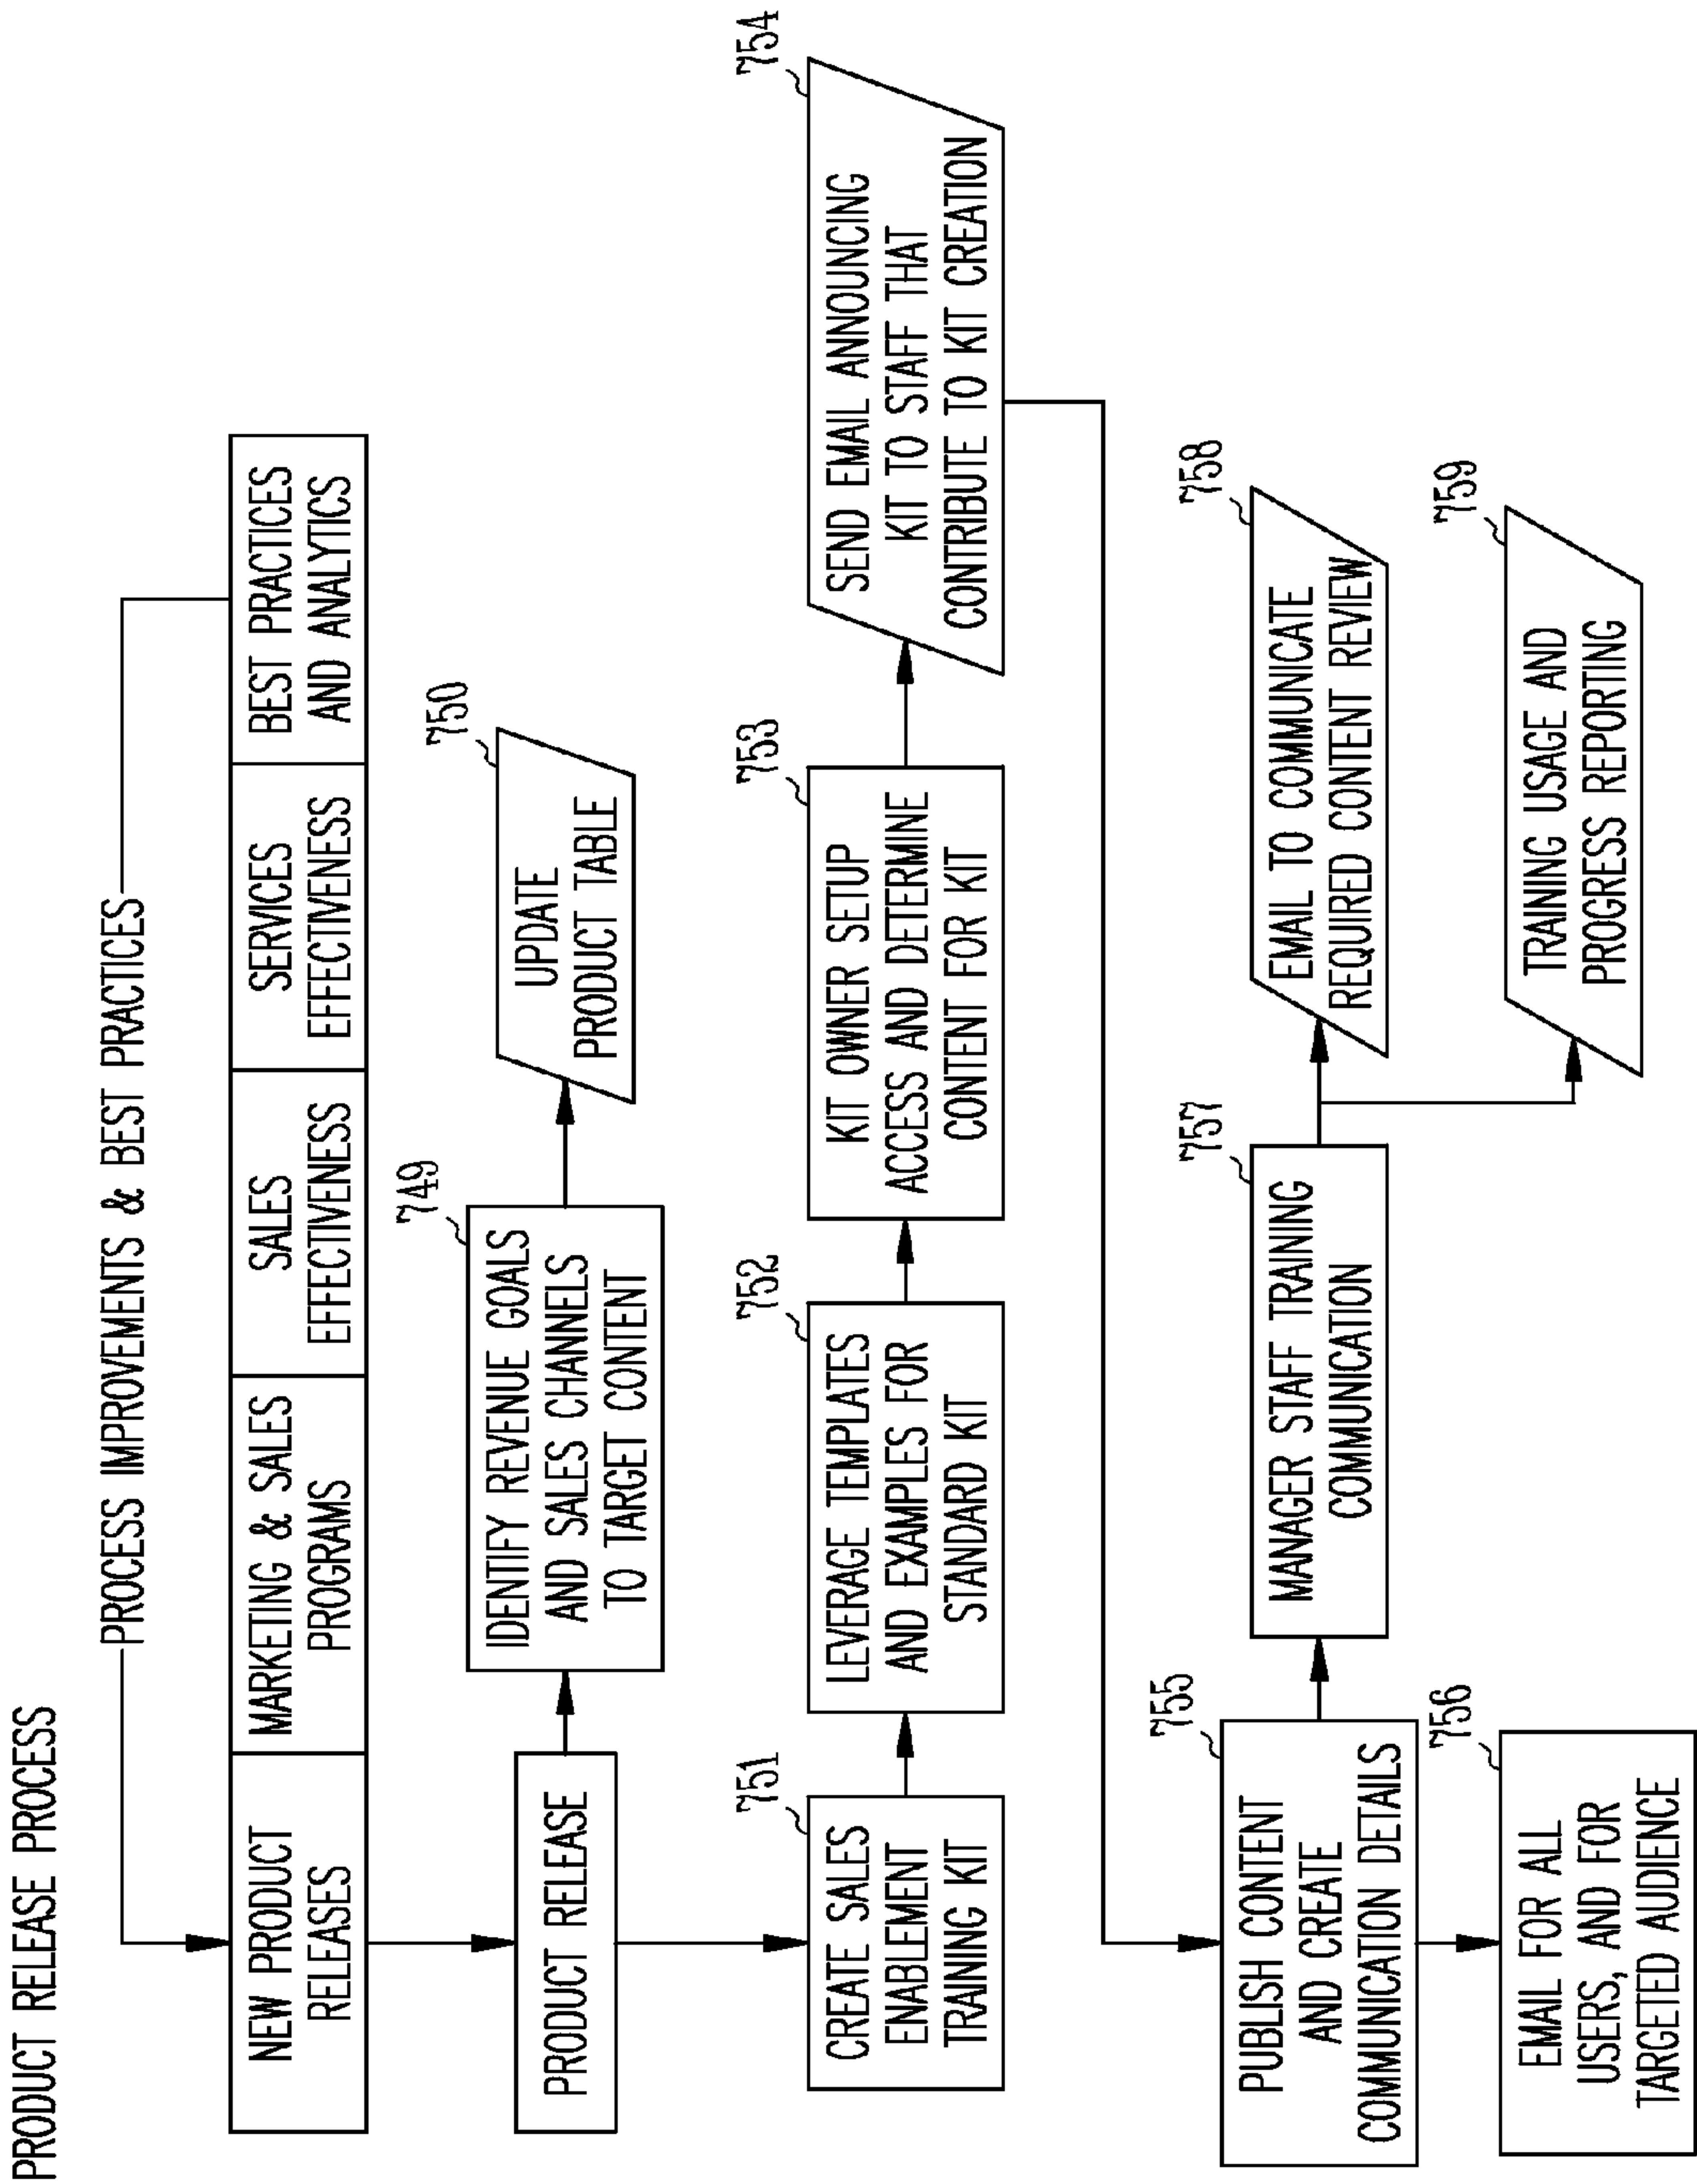 PRODUCT RELEASE PROCESS
PROCESS IMPROVEMENTS & BEST PRACTICES
NEW PRODUCT
RELEASES
MARKETING & SALES
PROGRAMS
SALES
EFFECTIVENESS
SERVICES
EFFECTIVENESS
BEST PRACTICES
AND ANALYTICS
PRODUCT RELEASE
749
IDENTIFY REVENUE GOALS
AND SALES CHANNELS
TO TARGET CONTENT
750
UPDATE
PRODUCT TABLE
751
CREATE SALES
ENABLEMENT
TRAINING KIT
752
LEVERAGE TEMPLATES
AND EXAMPLES FOR
STANDARD KIT
753
KIT OWNER SETUP
ACCESS AND DETERMINE
CONTENT FOR KIT
754
SEND EMAIL ANNOUNCING
KIT TO STAFF THAT
CONTRIBUTE TO KIT CREATION
755
PUBLISH CONTENT
AND CREATE
COMMUNICATION DETAILS
757
MANAGER STAFF TRAINING
COMMUNICATION
758
EMAIL TO COMMUNICATE
REQUIRED CONTENT REVIEW
756
EMAIL FOR ALL
USERS, AND FOR
TARGETED AUDIENCE
759
TRAINING USAGE AND
PROGRESS REPORTING